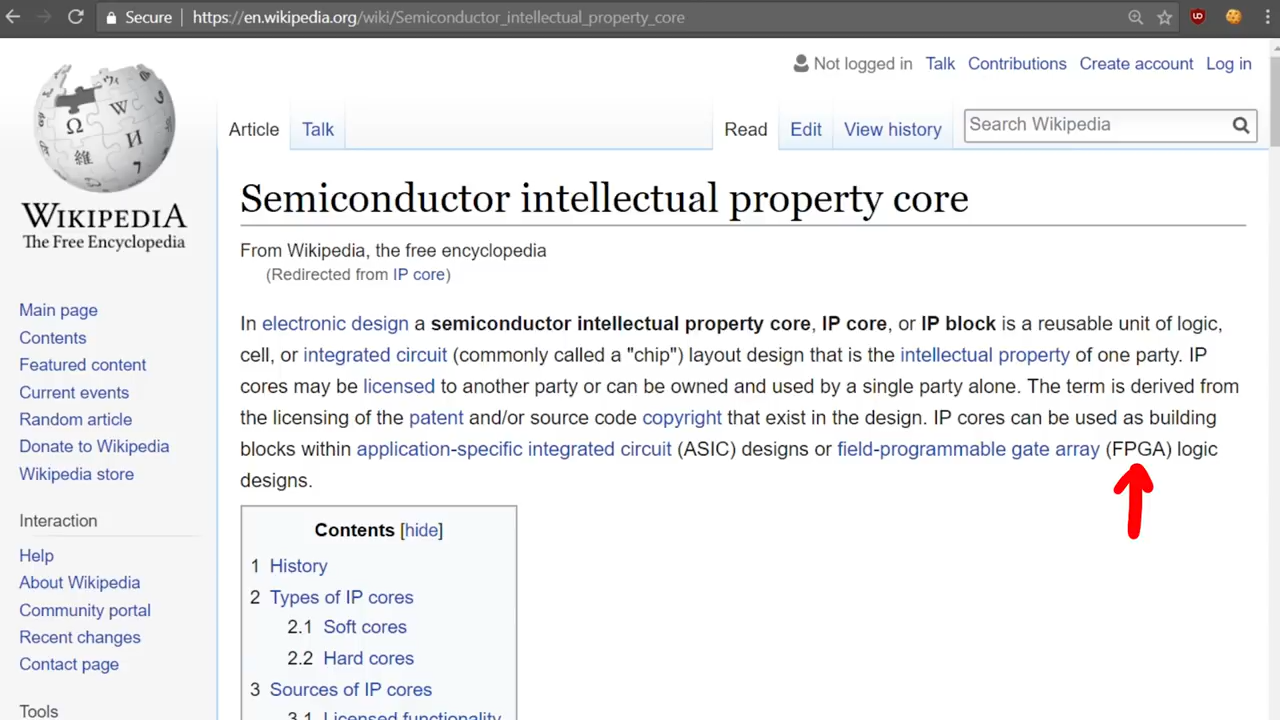 Secure https://en.wikipedia.org/wiki/Semiconductor_intellectual_property_core
Not logged in Talk Contributions Create account Log in
Article Talk Read Edit View history Search Wikipedia
WIKIPEDIA
The Free Encyclopedia
Main page
Contents
Featured content
Current events
Random article
Donate to Wikipedia
Wikipedia store
Interaction
Help
About Wikipedia
Community portal
Recent changes
Contact page
Tools
Semiconductor intellectual property core
From Wikipedia, the free encyclopedia
(Redirected from IP core)
In electronic design a semiconductor intellectual property core, IP core, or IP block is a reusable unit of logic,
cell, or integrated circuit (commonly called a "chip") layout design that is the intellectual property of one party. IP
cores may be licensed to another party or can be owned and used by a single party alone. The term is derived from
the licensing of the patent and/or source code copyright that exist in the design. IP cores can be used as building
blocks within application-specific integrated circuit (ASIC) designs or field-programmable gate array (FPGA) logic
designs.
Contents [hide]
1 History
2 Types of IP cores
2.1 Soft cores
2.2 Hard cores
3 Sources of IP cores
3.1 Licensed functionality